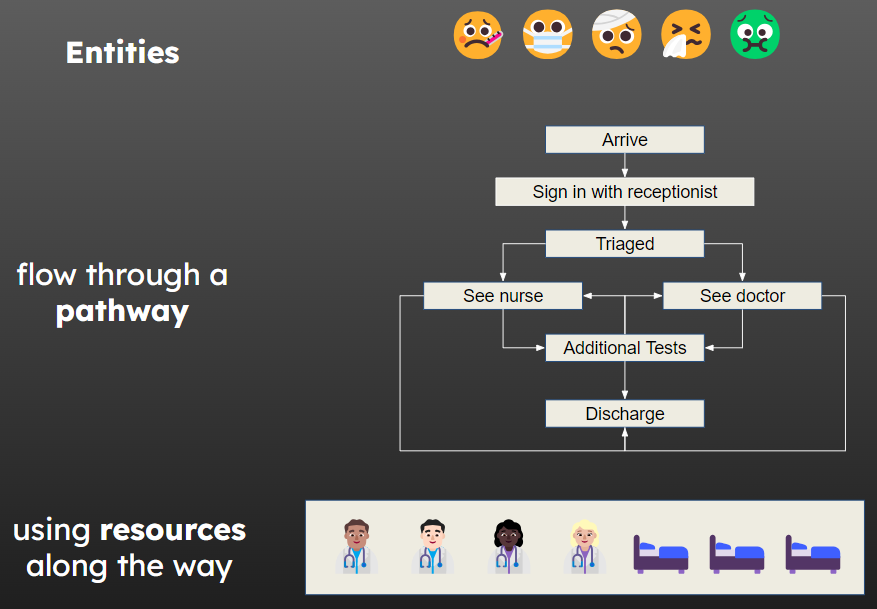 Entities
Arrive
Sign in with receptionist
Triaged
flow through a
pathway
See nurse
See doctor
Additional Tests
Discharge
using resources
along the way